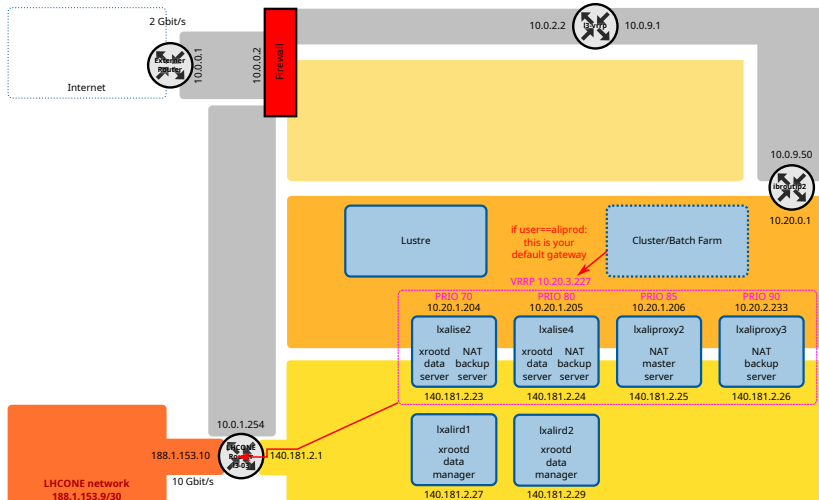 2 Gbit/s
Externer
Router
10.0.0.1
10.0.0.2
Firewall
Internet
10.0.2.2
l3-vrrp
10.0.9.1
10.0.9.50
ibroutip2
10.20.0.1
Lustre
if user==aliprod:
this is your
default gateway
Cluster/Batch Farm
VRRP 10.20.3.227
PRIO 70
PRIO 80
PRIO 85
PRIO 90
10.20.1.204
10.20.1.205
10.20.1.206
10.20.2.233
lxalise2
xrootd
data
server
NAT
backup
server
lxalise4
xrootd
data
server
NAT
backup
server
lxaliproxy2
NAT
master
server
lxaliproxy3
NAT
backup
server
140.181.2.23
140.181.2.24
140.181.2.25
140.181.2.26
10.0.1.254
LHCONE
Router
188.1.153.10
140.181.2.1
10 Gbit/s
LHCONE network
188.1.153.9/30
lxalird1
xrootd
data
manager
lxalird2
xrootd
data
manager
140.181.2.27
140.181.2.29